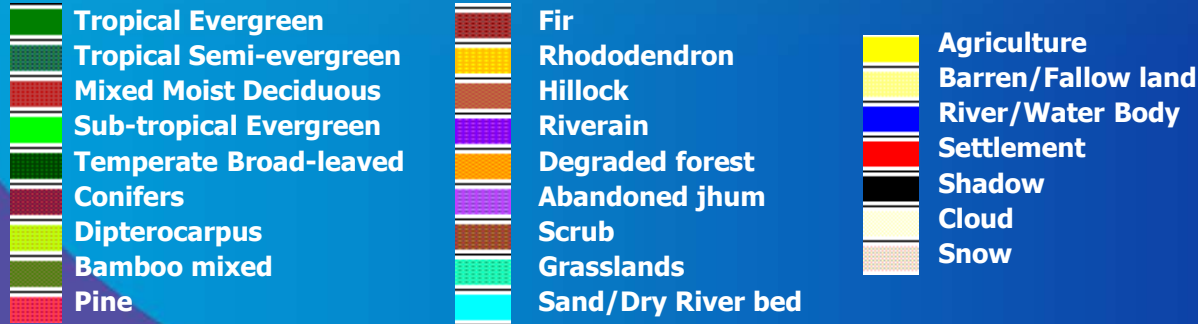 Tropical Evergreen
Tropical Semi-evergreen
Mixed Moist Deciduous
Sub-tropical Evergreen
Temperate Broad-leaved
Conifers
Dipterocarpus
Bamboo mixed
Pine
Fir
Rhododendron
Hillock
Riverain
Degraded forest
Abandoned jhum
Scrub
Grasslands
Sand/Dry River bed
Agriculture
Barren/Fallow land
River/Water Body
Settlement
Shadow
Cloud
Snow